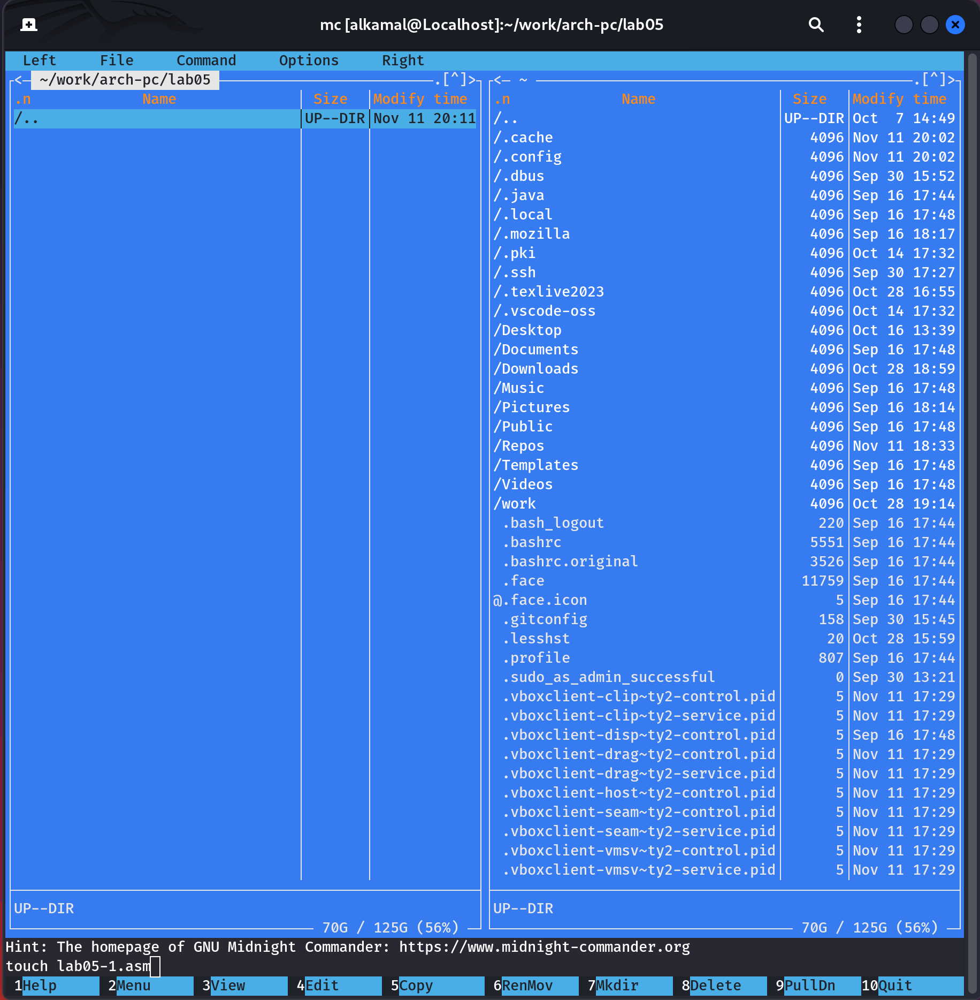 mc [alkamal@Localhost]:~/work/arch-pc/lab05
Left File Command Options Right
<─ ~/work/arch-pc/lab05 .[^]> <─ ~ .[^]>
.n Name Size Modify time .n Name Size Modify time
/.. UP--DIR Nov 11 20:11 /.. UP--DIR Oct 7 14:49
/.cache 4096 Nov 11 20:02
/.config 4096 Nov 11 20:02
/.dbus 4096 Sep 30 15:52
/.java 4096 Sep 16 17:44
/.local 4096 Sep 16 17:48
/.mozilla 4096 Sep 16 18:17
/.pki 4096 Oct 14 17:32
/.ssh 4096 Sep 30 17:27
/.texlive2023 4096 Oct 28 16:55
/.vscode-oss 4096 Oct 14 17:32
/Desktop 4096 Oct 16 13:39
/Documents 4096 Sep 16 17:48
/Downloads 4096 Oct 28 18:59
/Music 4096 Sep 16 17:48
/Pictures 4096 Sep 16 18:14
/Public 4096 Sep 16 17:48
/Repos 4096 Nov 11 18:33
/Templates 4096 Sep 16 17:48
/Videos 4096 Sep 16 17:48
/work 4096 Oct 28 19:14
.bash_logout 220 Sep 16 17:44
.bashrc 5551 Sep 16 17:44
.bashrc.original 3526 Sep 16 17:44
.face 11759 Sep 16 17:44
@.face.icon 5 Sep 16 17:44
.gitconfig 158 Sep 30 15:45
.lesshst 20 Oct 28 15:59
.profile 807 Sep 16 17:44
.sudo_as_admin_successful 0 Sep 30 13:21
.vboxclient-clip~ty2-control.pid 5 Nov 11 17:29
.vboxclient-clip~ty2-service.pid 5 Nov 11 17:29
.vboxclient-disp~ty2-control.pid 5 Sep 16 17:48
.vboxclient-drag~ty2-control.pid 5 Nov 11 17:29
.vboxclient-drag~ty2-service.pid 5 Nov 11 17:29
.vboxclient-host~ty2-control.pid 5 Nov 11 17:29
.vboxclient-seam~ty2-control.pid 5 Nov 11 17:29
.vboxclient-seam~ty2-service.pid 5 Nov 11 17:29
.vboxclient-vmsv~ty2-control.pid 5 Nov 11 17:29
.vboxclient-vmsv~ty2-service.pid 5 Nov 11 17:29
UP--DIR UP--DIR
70G / 125G (56%) 70G / 125G (56%)
Hint: The homepage of GNU Midnight Commander: https://www.midnight-commander.org
touch lab05-1.asm
1Help 2Menu 3View 4Edit 5Copy 6RenMov 7Mkdir 8Delete 9PullDn 10Quit